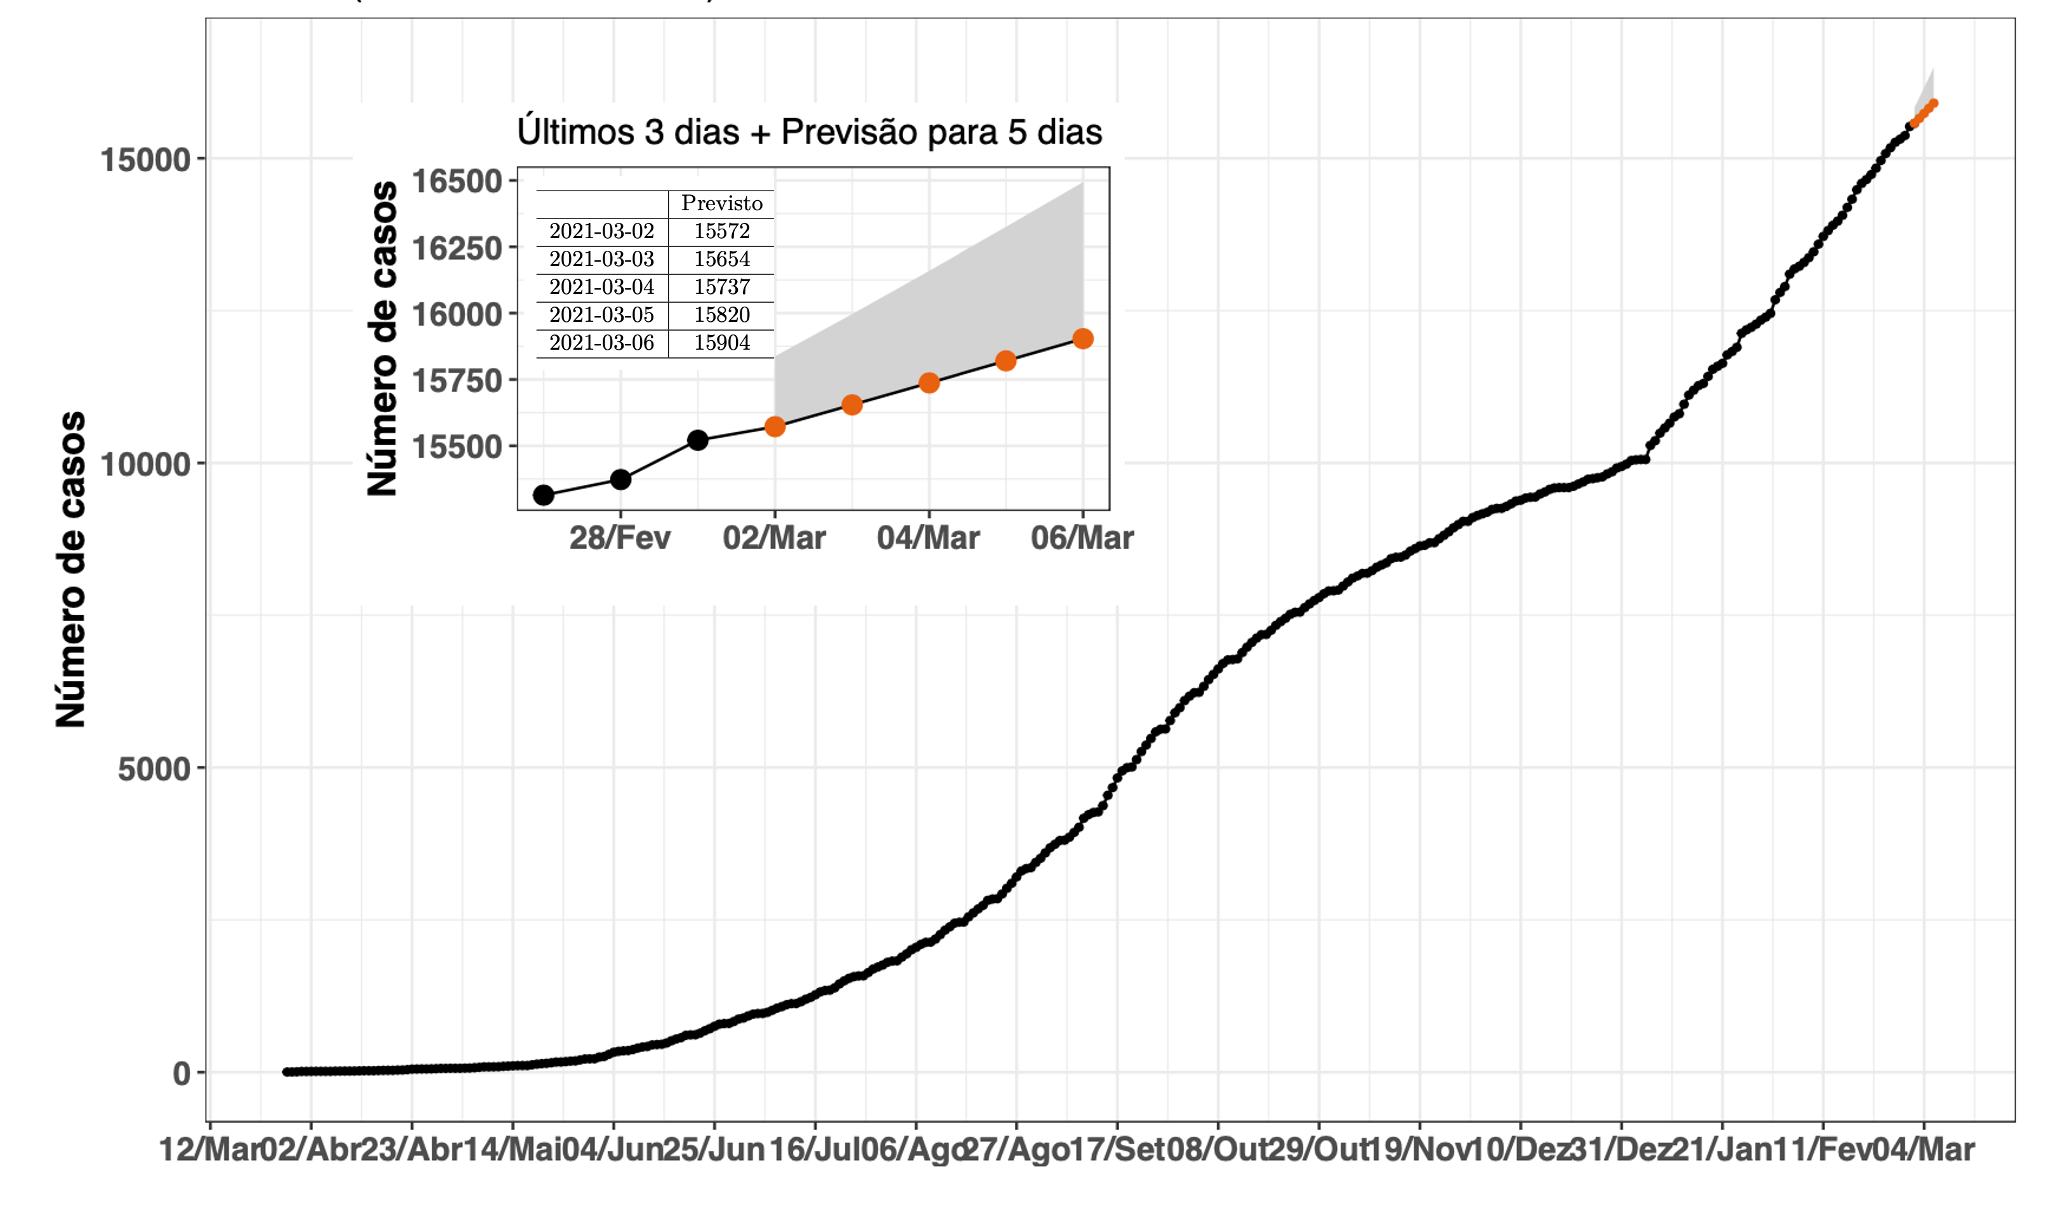 Últimos 3 dias + Previsão para 5 dias
Número de casos
16500
16250
16000
15750
15500
Previsto
2021-03-02 15572
2021-03-03 15654
2021-03-04 15737
2021-03-05 15820
2021-03-06 15904
28/Fev 02/Mar 04/Mar 06/Mar
Número de casos
15000
10000
5000
0
12/Mar 02/Abr 23/Abr 14/Mai 04/Jun 25/Jun 16/Jul 06/Ago 27/Ago 17/Set 08/Out 29/Out 19/Nov 10/Dez 31/Dez 21/Jan 11/Fev 04/Mar